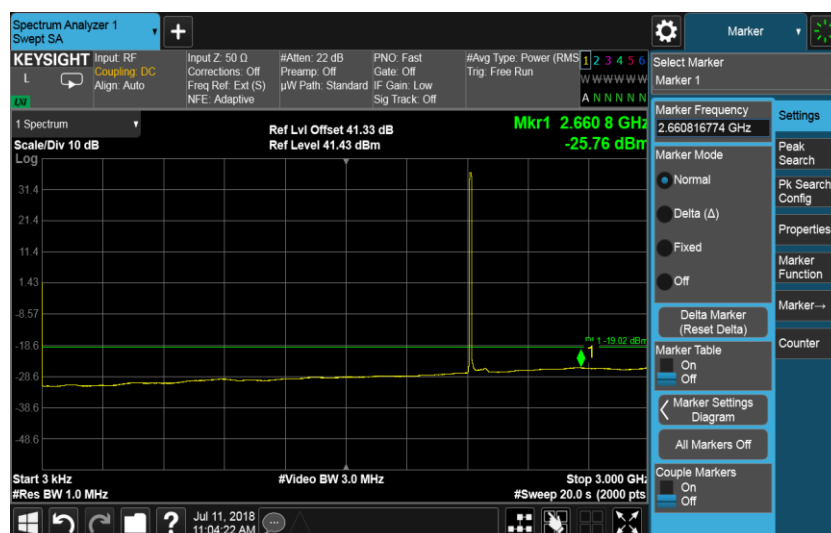 Spectrum Analyzer 1
Swept SA
+
Marker
KEYSIGHT
L
LXI
Input: RF
Coupling: DC
Align: Auto
Input Z: 50 Ω
Corrections: Off
Freq Ref: Ext (S)
NFE: Adaptive
#Atten: 22 dB
Preamp: Off
µW Path: Standard
PNO: Fast
Gate: Off
IF Gain: Low
Sig Track: Off
#Avg Type: Power (RMS
Trig: Free Run
1 2 3 4 5 6
W W W W W W
A N N N N N
Select Marker
Marker 1
1 Spectrum
Scale/Div 10 dB
Log
Ref Lvl Offset 41.33 dB
Ref Level 41.43 dBm
Mkr1 2.660 8 GHz
-25.76 dBm
31.4
21.4
11.4
1.43
-8.57
-18.6
-28.6
-38.6
-48.6
-19.02 dBm
1
Start 3 kHz
#Res BW 1.0 MHz
#Video BW 3.0 MHz
Stop 3.000 GHz
#Sweep 20.0 s (2000 pts
Marker Frequency
2.660816774 GHz
Marker Mode
Normal
Delta (Δ)
Fixed
Off
Delta Marker
(Reset Delta)
Marker Table
On
Off
Marker Settings
Diagram
All Markers Off
Couple Markers
On
Off
Settings
Peak
Search
Pk Search
Config
Properties
Marker
Function
Marker→
Counter
?
Jul 11, 2018
11:04:22 AM